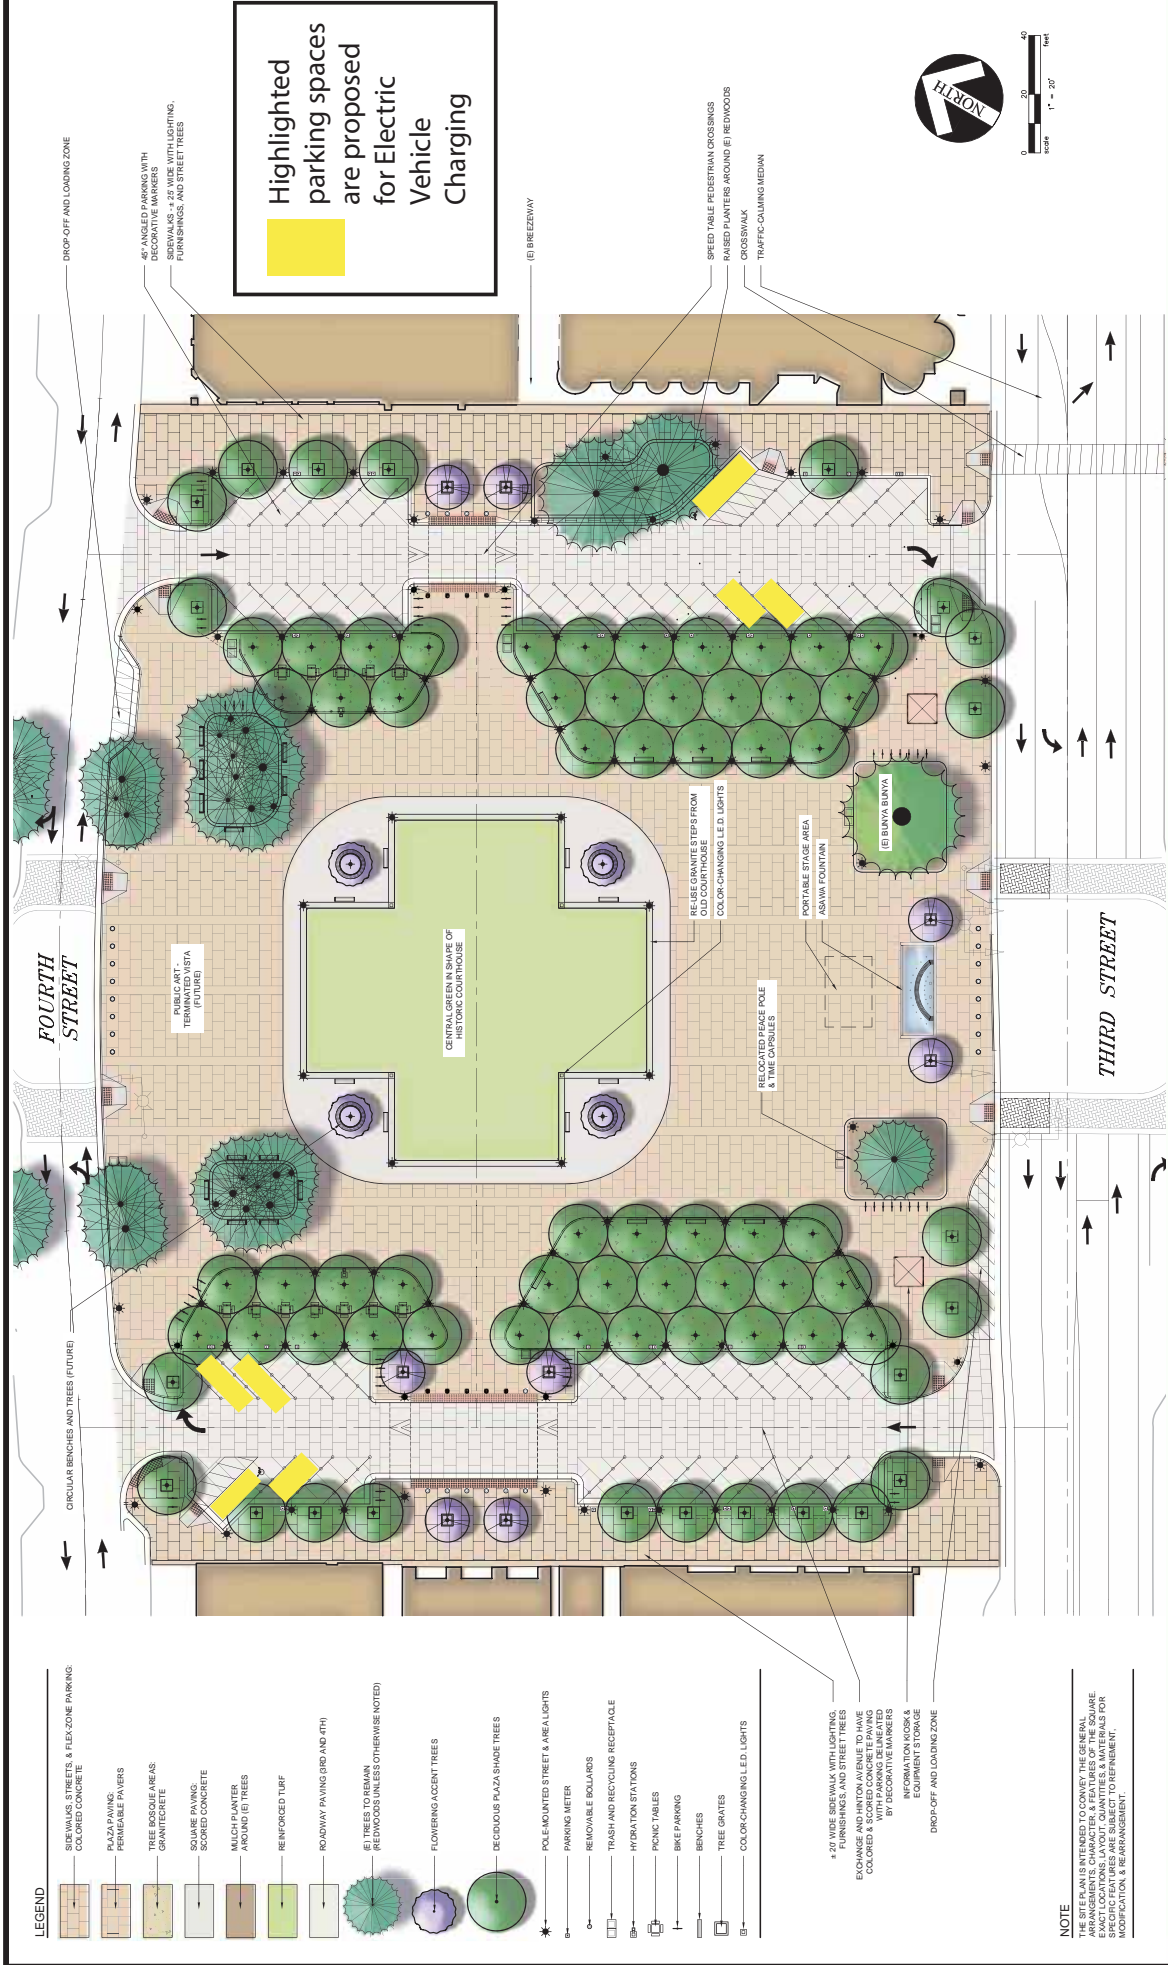 LEGEND
SIDEWALKS, STREETS, & FLEX-ZONE PARKING:
COLORED CONCRETE
PLAZA PAVING:
PERMEABLE PAVERS
TREE BOSQUE AREAS:
GRANITECRETE
SQUARE PAVING:
SCORED CONCRETE
MULCH PLANTER
AROUND (E) TREES
REINFORCED TURF
ROADWAY PAVING (3RD AND 4TH)
(E) TREES TO REMAIN
(REDWOODS UNLESS OTHERWISE NOTED)
FLOWERING ACCENT TREES
DECIDUOUS PLAZA SHADE TREES
POLE-MOUNTED STREET & AREA LIGHTS
PARKING METER
REMOVABLE BOLLARDS
TRASH AND RECYCLING RECEPTACLE
HYDRATION STATIONS
PICNIC TABLES
BIKE PARKING
BENCHES
TREE GRATES
COLOR-CHANGING L.E.D. LIGHTS
± 20' WIDE SIDEWALK WITH LIGHTING,
FURNISHINGS, AND STREET TREES
EXCHANGE AND HINTON AVENUE TO HAVE
COLORED & SCORED CONCRETE PAVING
WITH PARKING DELINEATED
BY DECORATIVE MARKERS
INFORMATION KIOSK &
EQUIPMENT STORAGE
DROP-OFF AND LOADING ZONE
NOTE
THE SITE PLAN IS INTENDED TO CONVEY THE GENERAL
ARRANGEMENTS, CHARACTER, & FEATURES OF THE SQUARE.
EXACT LOCATIONS, LAYOUT, QUANTITIES, & MATERIALS FOR
SPECIFIC FEATURES ARE SUBJECT TO REFINEMENT,
MODIFICATION, & REARRANGEMENT.
CIRCULAR BENCHES AND TREES (FUTURE)
FOURTH
STREET
PUBLIC ART -
TERMINATED VISTA
(FUTURE)
CENTRAL GREEN IN SHAPE OF
HISTORIC COURTHOUSE
RE-USE GRANITE STEPS FROM
OLD COURTHOUSE
COLOR-CHANGING L.E.D. LIGHTS
RELOCATED PEACE POLE
& TIME CAPSULES
PORTABLE STAGE AREA
ASAWA FOUNTAIN
(E) BUNYA BUNYA
THIRD STREET
DROP-OFF AND LOADING ZONE
45° ANGLED PARKING WITH
DECORATIVE MARKERS
SIDEWALKS - ± 25' WIDE WITH LIGHTING,
FURNISHINGS, AND STREET TREES
Highlighted
parking spaces
are proposed
for Electric
Vehicle
Charging
(E) BREEZEWAY
SPEED TABLE PEDESTRIAN CROSSINGS
RAISED PLANTERS AROUND (E) REDWOODS
CROSSWALK
TRAFFIC-CALMING MEDIAN
NORTH
0 20 40
scale 1" = 20' feet